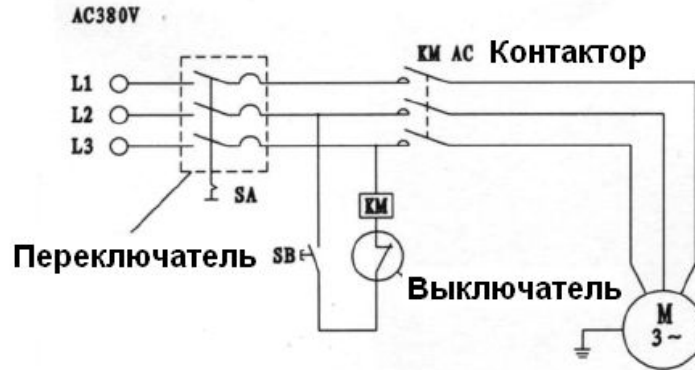 AC380V
KM AC Контактор
L1
L2
L3
SA
KM
Переключатель
SB
Выключатель
M
3~